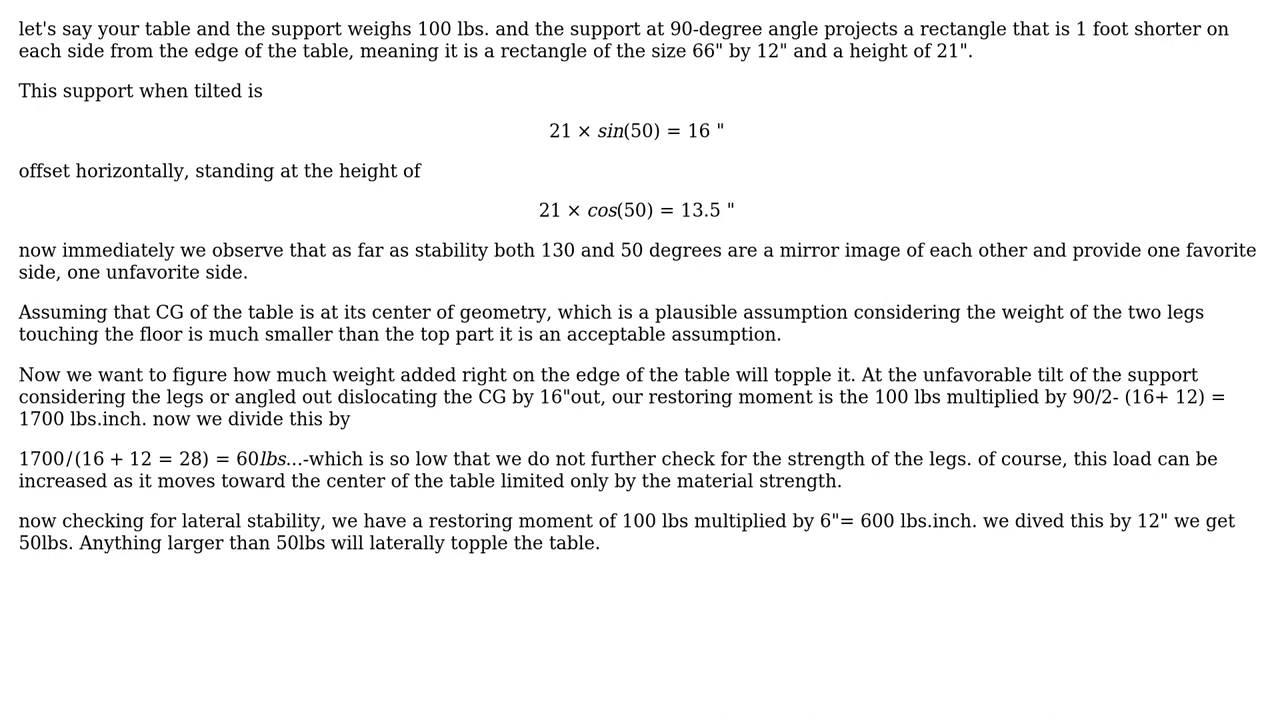 let's say your table and the support weighs 100 lbs. and the support at 90-degree angle projects a rectangle that is 1 foot shorter on
each side from the edge of the table, meaning it is a rectangle of the size 66" by 12" and a height of 21".
This support when tilted is
21 × sin(50) = 16 "
offset horizontally, standing at the height of
21 × cos(50) = 13.5 "
now immediately we observe that as far as stability both 130 and 50 degrees are a mirror image of each other and provide one favorite
side, one unfavorite side.
Assuming that CG of the table is at its center of geometry, which is a plausible assumption considering the weight of the two legs
touching the floor is much smaller than the top part it is an acceptable assumption.
Now we want to figure how much weight added right on the edge of the table will topple it. At the unfavorable tilt of the support
considering the legs or angled out dislocating the CG by 16"out, our restoring moment is the 100 lbs multiplied by 90/2- (16+ 12) =
1700 lbs.inch. now we divide this by
1700/(16 + 12 = 28) = 60lbs...-which is so low that we do not further check for the strength of the legs. of course, this load can be
increased as it moves toward the center of the table limited only by the material strength.
now checking for lateral stability, we have a restoring moment of 100 lbs multiplied by 6"= 600 lbs.inch. we dived this by 12" we get
50lbs. Anything larger than 50lbs will laterally topple the table.